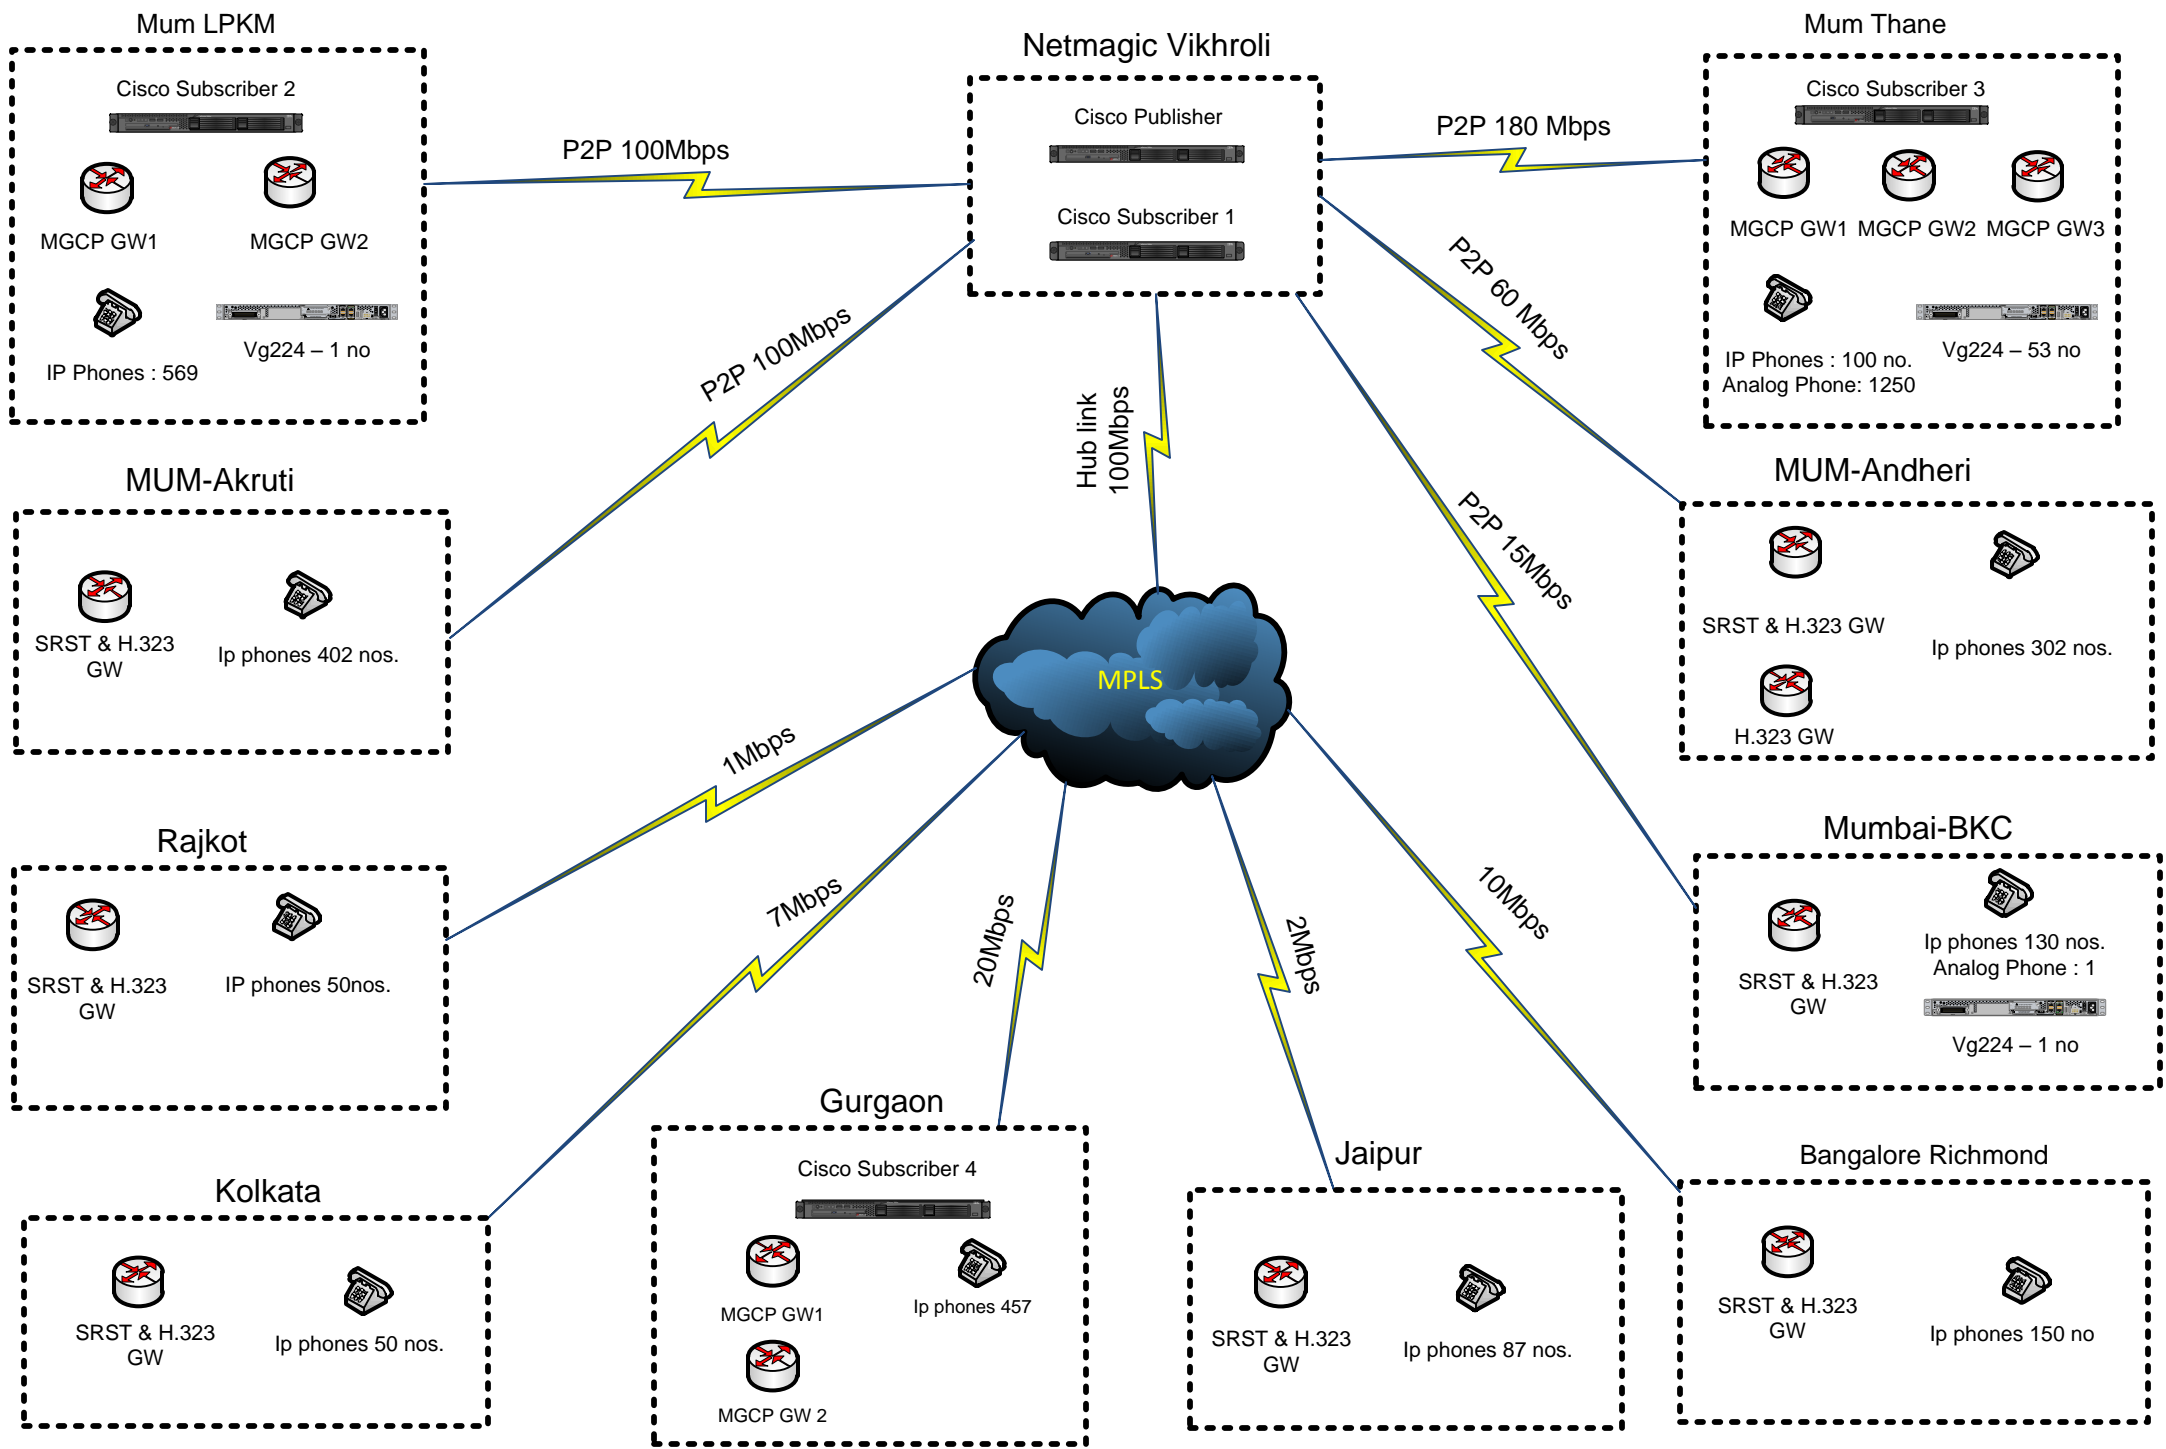 Mum LPKM
Cisco Subscriber 2
MGCP GW1
MGCP GW2
IP Phones : 569
Vg224 – 1 no
P2P 100Mbps
Netmagic Vikhroli
Cisco Publisher
Cisco Subscriber 1
P2P 180 Mbps
Mum Thane
Cisco Subscriber 3
MGCP GW1
MGCP GW2
MGCP GW3
IP Phones : 100 no.
Analog Phone: 1250
Vg224 – 53 no
P2P 100Mbps
Hub link
100Mbps
P2P 60 Mbps
P2P 15Mbps
MUM-Akruti
SRST & H.323
GW
Ip phones 402 nos.
MPLS
MUM-Andheri
SRST & H.323 GW
Ip phones 302 nos.
H.323 GW
1Mbps
7Mbps
20Mbps
2Mbps
10Mbps
Rajkot
SRST & H.323
GW
IP phones 50nos.
Mumbai-BKC
SRST & H.323
GW
Ip phones 130 nos.
Analog Phone : 1
Vg224 – 1 no
Kolkata
SRST & H.323
GW
Ip phones 50 nos.
Gurgaon
Cisco Subscriber 4
MGCP GW1
Ip phones 457
MGCP GW 2
Jaipur
SRST & H.323
GW
Ip phones 87 nos.
Bangalore Richmond
SRST & H.323
GW
Ip phones 150 no